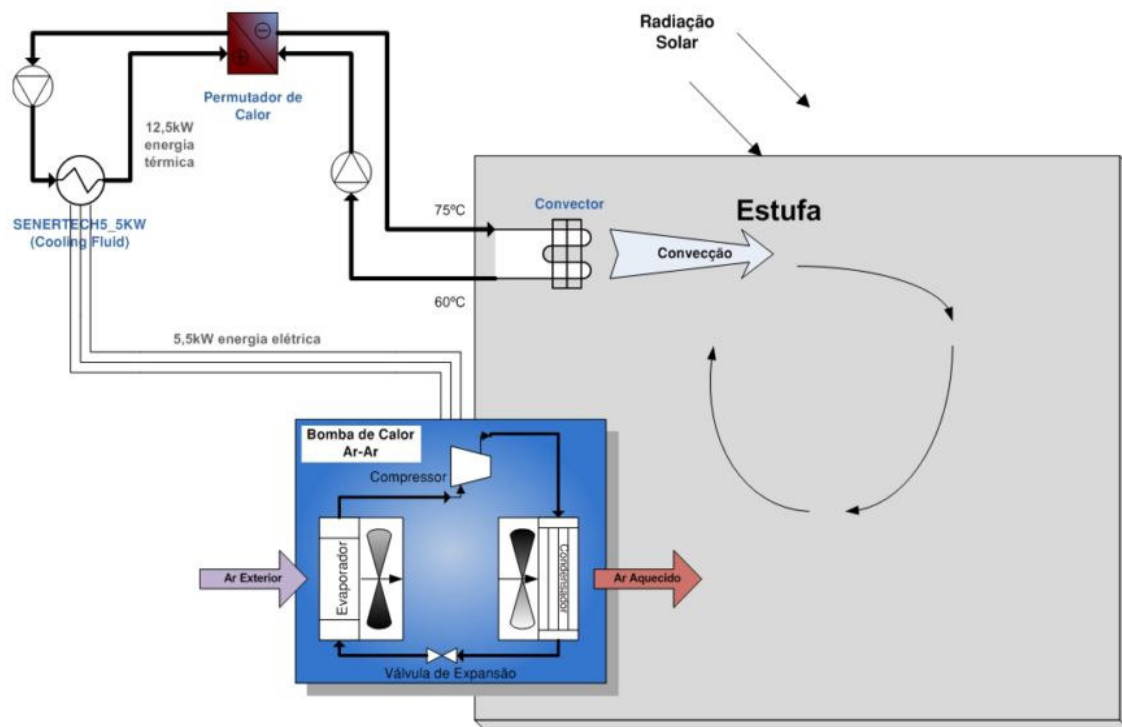 Radiação
Solar
Permutador de
Calor
12,5kW
energia
térmica
SENERTECH5_5KW
(Cooling Fluid)
75ºC
Convector
Estufa
Convecção
60ºC
5,5kW energia elétrica
Bomba de Calor
Ar-Ar
Compressor
Ar Exterior
Evaporador
Condensador
Ar Aquecido
Válvula de Expansão